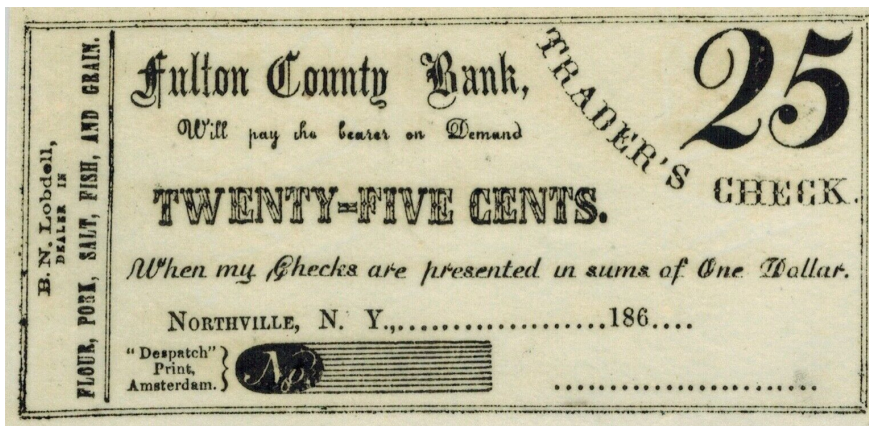 B. N. Lobdell,
DEALER IN
FLOUR, PORK, SALT, FISH, AND GRAIN.
Fulton County Bank,
Will pay the bearer on Demand
TWENTY-FIVE CENTS.
TRADER'S
25
CHECK.
When my Checks are presented in sums of One Dollar.
NORTHVILLE, N. Y.,....................186....
"Despatch"
Print,
Amsterdam.
No
........................